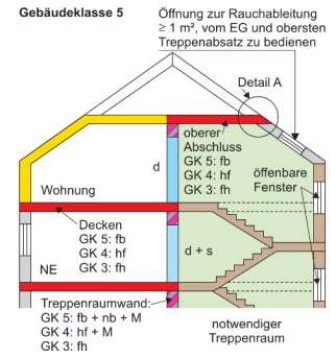 Gebäudeklasse 5
Öffnung zur Rauchableitung
≥ 1 m², vom EG und obersten
Treppenabsatz zu bedienen
Detail A
oberer
Abschluss
GK 5: fb
GK 4: hf
GK 3: fh
d
öffenbare
Fenster
Wohnung
Decken
GK 5: fb
GK 4: hf
GK 3: fh
d + s
NE
Treppenraumwand:
GK 5: fb + nb + M
GK 4: hf + M
GK 3: fh
notwendiger
Treppenraum